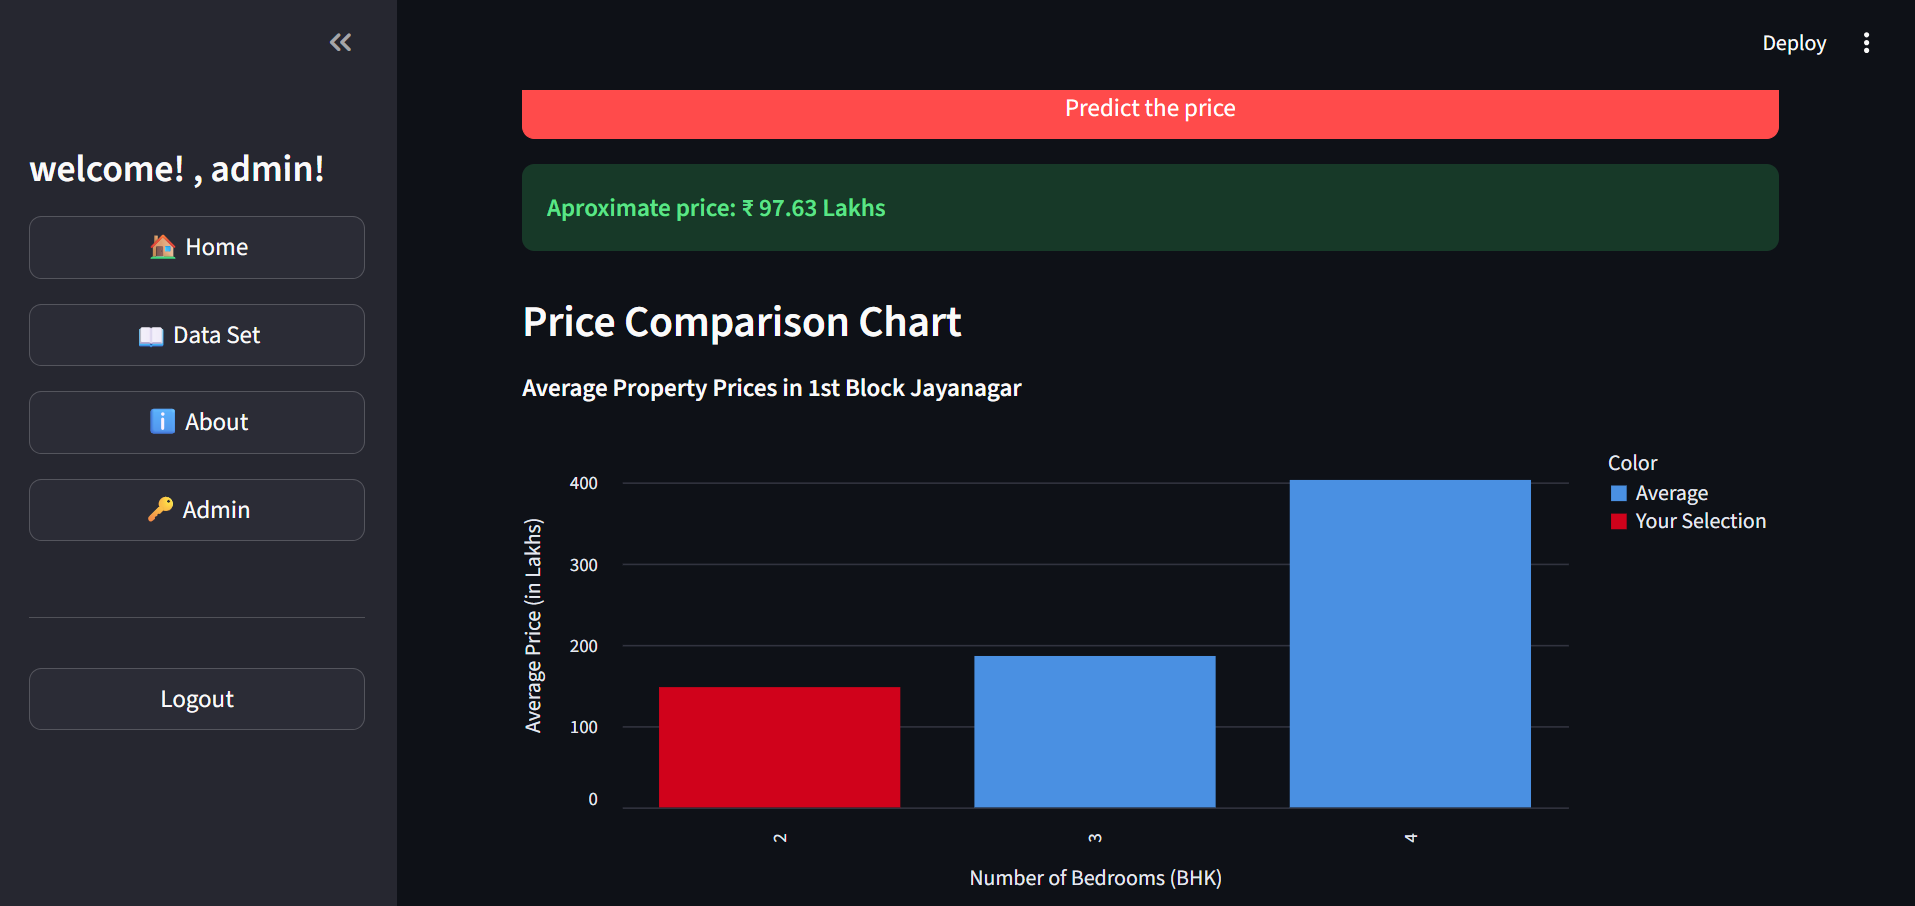 Deploy
welcome! , admin!
Home
Data Set
About
Admin
Logout
Predict the price
Aproximate price: ₹ 97.63 Lakhs
Price Comparison Chart
Average Property Prices in 1st Block Jayanagar
Average Price (in Lakhs)
400
300
200
100
0
2
3
4
Number of Bedrooms (BHK)
Color
Average
Your Selection